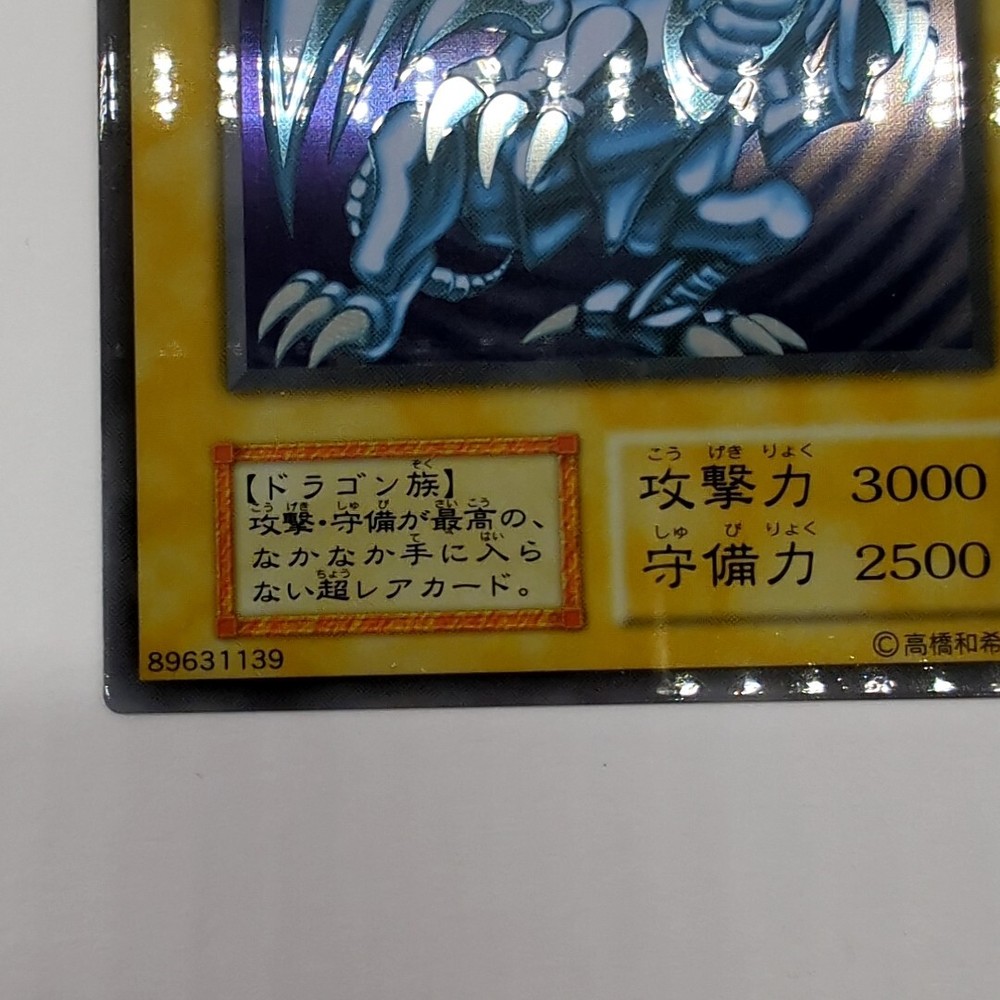 【ドラゴン族】
攻撃・守備が最高の、
なかなか手に入ら
ない超レアカード。
攻撃力 3000
守備力 2500
89631139
©高橋和希